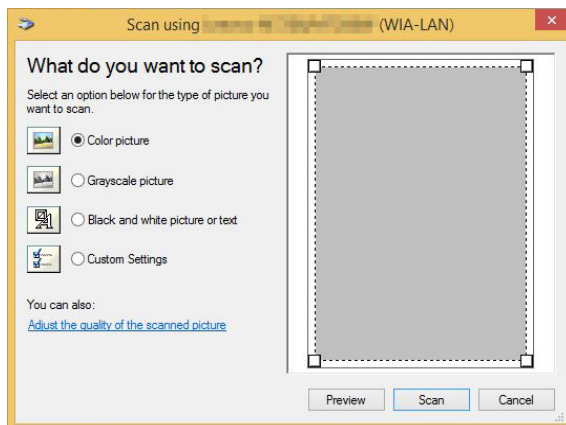 Scan using (WIA-LAN)
What do you want to scan?
Select an option below for the type of picture you
want to scan.
Color picture
Grayscale picture
Black and white picture or text
Custom Settings
You can also:
Adjust the quality of the scanned picture
Preview Scan Cancel